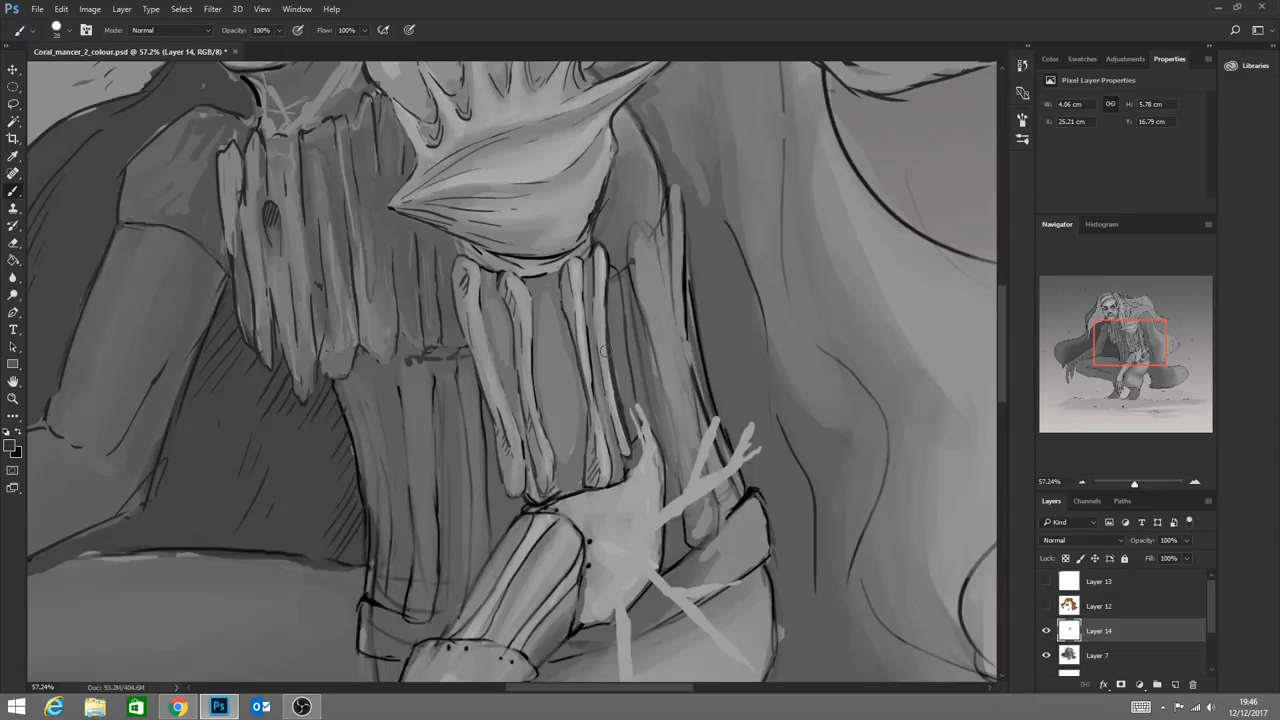 Ps File Edit Image Layer Type Select Filter 3D View Window Help
28 Mode: Normal Opacity: 100% Flow: 100%
Coral_mancer_2_colour.psd @ 57.2% (Layer 14, RGB/8) * ×
Color Swatches Adjustments Properties
Libraries
Pixel Layer Properties
W: 4.06 cm H: 5.78 cm
X: 25.21 cm Y: 16.79 cm
Navigator Histogram
57.24%
Layers Channels Paths
Kind
Normal Opacity: 100%
Lock: Fill: 100%
Layer 13
Layer 12
Layer 14
Layer 7
fx
57.24% Doc: 93.2M/404.6M
Ps
19:46
12/12/2017